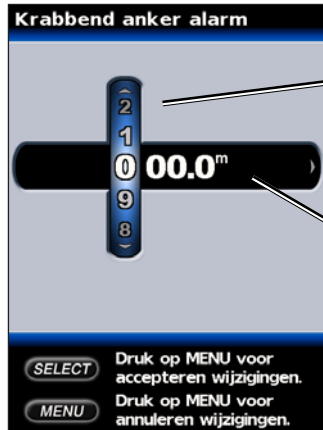 Krabbend anker alarm
2
1
0 00.0m
9
8
SELECT Druk op MENU voor
accepteren wijzigingen.
MENU Druk op MENU voor
annuleren wijzigingen.